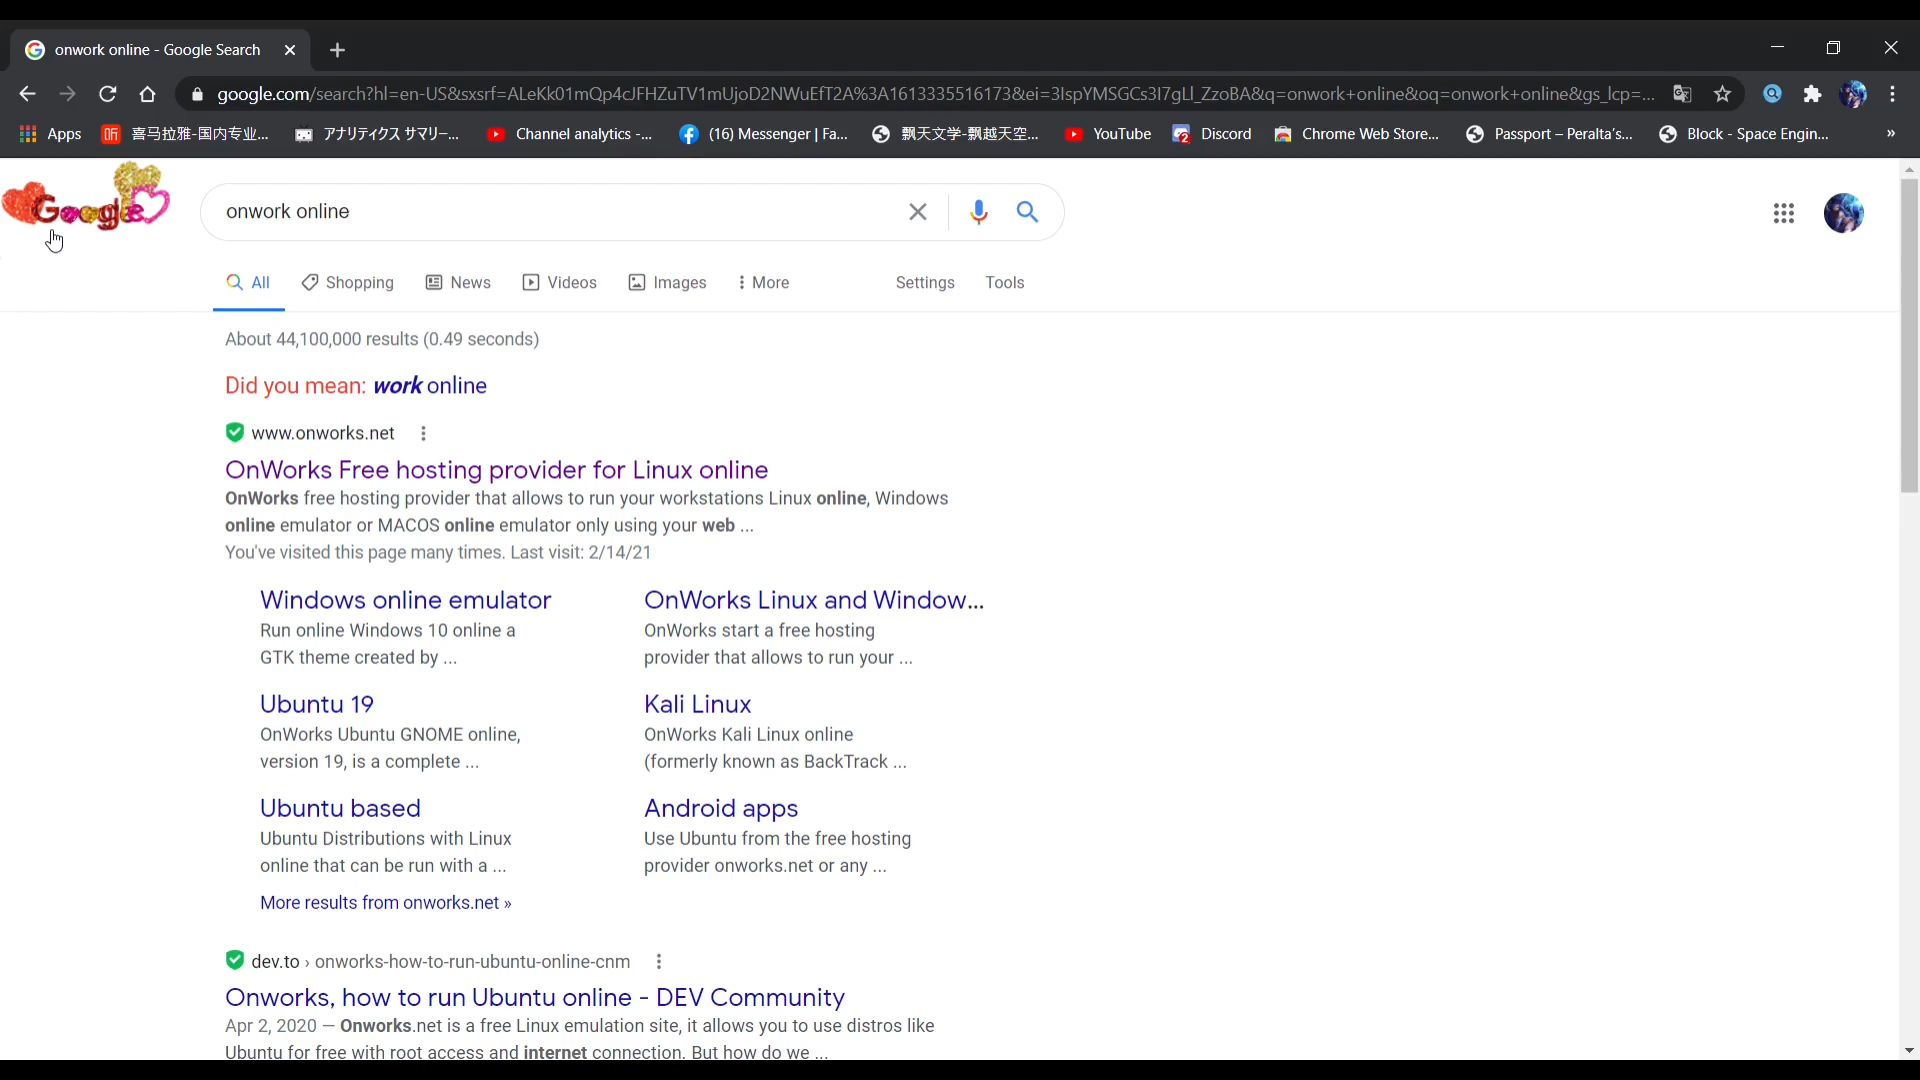 onwork online - Google Search
google.com/search?hl=en-US&sxsrf=ALeKk01mQp4cJFHZuTV1mUjoD2NWuEfT2A%3A1613335516173&ei=3IspYMSGCs3I7gLl_ZzoBA&q=onwork+online&oq=onwork+online&gs_lcp=...
Apps 听 喜马拉雅-国内专业... アナリティクス サマリー... Channel analytics -... (16) Messenger | Fa... 飘天文学-飘越天空... YouTube 2 Discord Chrome Web Store... Passport – Peralta's... Block - Space Engin... »
Google
onwork online
All Shopping News Videos Images More Settings Tools
About 44,100,000 results (0.49 seconds)
Did you mean: work online
www.onworks.net
OnWorks Free hosting provider for Linux online
OnWorks free hosting provider that allows to run your workstations Linux online, Windows
online emulator or MACOS online emulator only using your web ...
You've visited this page many times. Last visit: 2/14/21
Windows online emulator
Run online Windows 10 online a
GTK theme created by ...
OnWorks Linux and Window...
OnWorks start a free hosting
provider that allows to run your ...
Ubuntu 19
OnWorks Ubuntu GNOME online,
version 19, is a complete ...
Kali Linux
OnWorks Kali Linux online
(formerly known as BackTrack ...
Ubuntu based
Ubuntu Distributions with Linux
online that can be run with a ...
Android apps
Use Ubuntu from the free hosting
provider onworks.net or any ...
More results from onworks.net »
dev.to › onworks-how-to-run-ubuntu-online-cnm
Onworks, how to run Ubuntu online - DEV Community
Apr 2, 2020 — Onworks.net is a free Linux emulation site, it allows you to use distros like
Ubuntu for free with root access and internet connection. But how do we ...